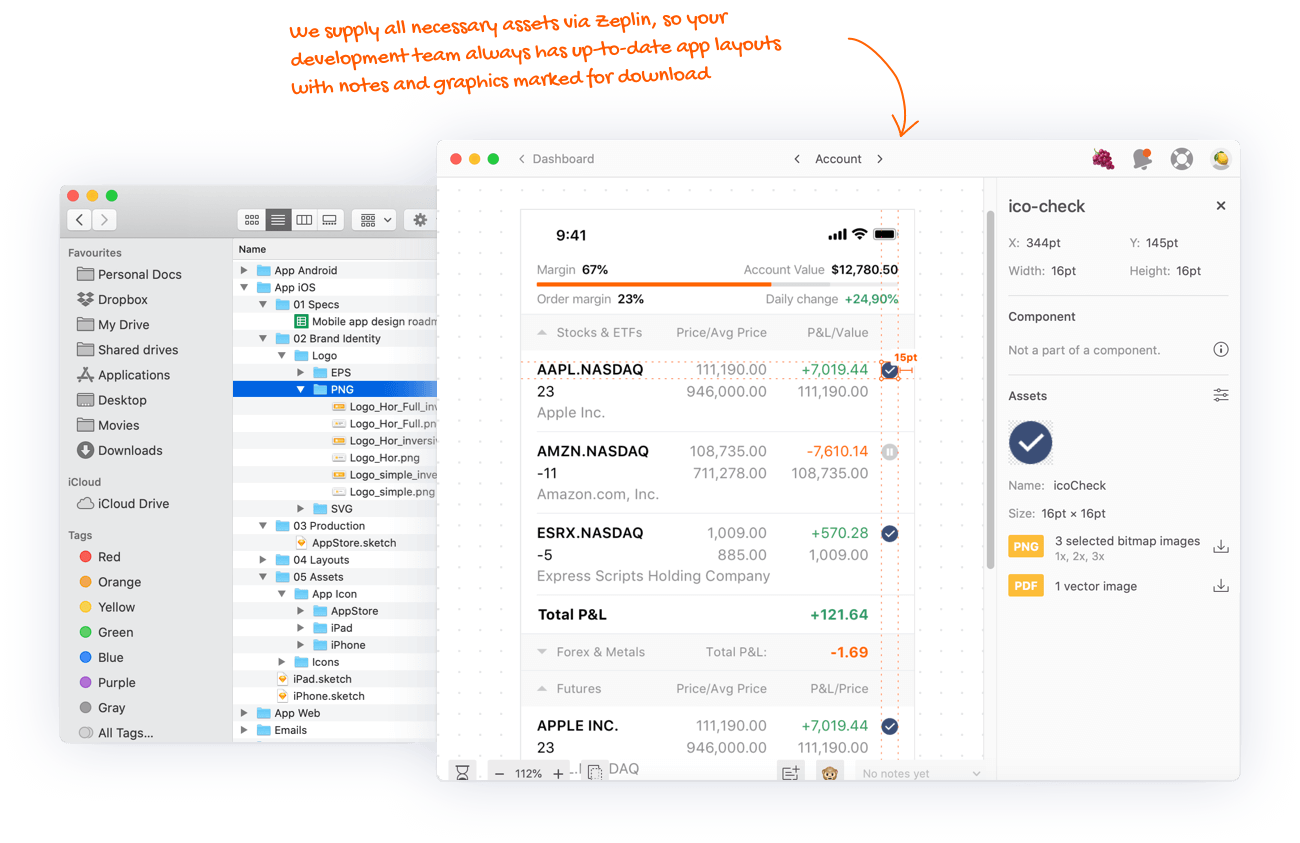 We supply all necessary assets via Zeplin, so your
development team always has up-to-date app layouts
with notes and graphics marked for download
Favourites
Personal Docs
Dropbox
My Drive
Shared drives
Applications
Desktop
Movies
Downloads
iCloud
iCloud Drive
Tags
Red
Orange
Yellow
Green
Blue
Purple
Gray
All Tags...
Name
App Android
App iOS
01 Specs
Mobile app design roadm
02 Brand Identity
Logo
EPS
PNG
Logo_Hor_Full_inv
Logo_Hor_Full.pn
Logo_Hor_inversiv
Logo_Hor.png
Logo_simple_inve
Logo_simple.png
SVG
03 Production
AppStore.sketch
04 Layouts
05 Assets
App Icon
AppStore
iPad
iPhone
Icons
iPad.sketch
iPhone.sketch
App Web
Emails
Dashboard
Account
9:41
Margin 67% Account Value $12,780.50
Order margin 23% Daily change +24,90%
Stocks & ETFs Price/Avg Price P&L/Value
15pt
AAPL.NASDAQ 111,190.00 +7,019.44
23 946,000.00 111,190.00
Apple Inc.
AMZN.NASDAQ 108,735.00 -7,610.14
-11 711,278.00 108,735.00
Amazon.com, Inc.
ESRX.NASDAQ 1,009.00 +570.28
-5 885.00 1,009.00
Express Scripts Holding Company
Total P&L +121.64
Forex & Metals Total P&L: -1.69
Futures Price/Avg Price P&L/Price
APPLE INC. 111,190.00 +7,019.44
23 946,000.00 111,190.00
DAQ
112%
No notes yet
ico-check
X: 344pt Y: 145pt
Width: 16pt Height: 16pt
Component
Not a part of a component.
Assets
Name: icoCheck
Size: 16pt × 16pt
PNG 3 selected bitmap images
1x, 2x, 3x
PDF 1 vector image